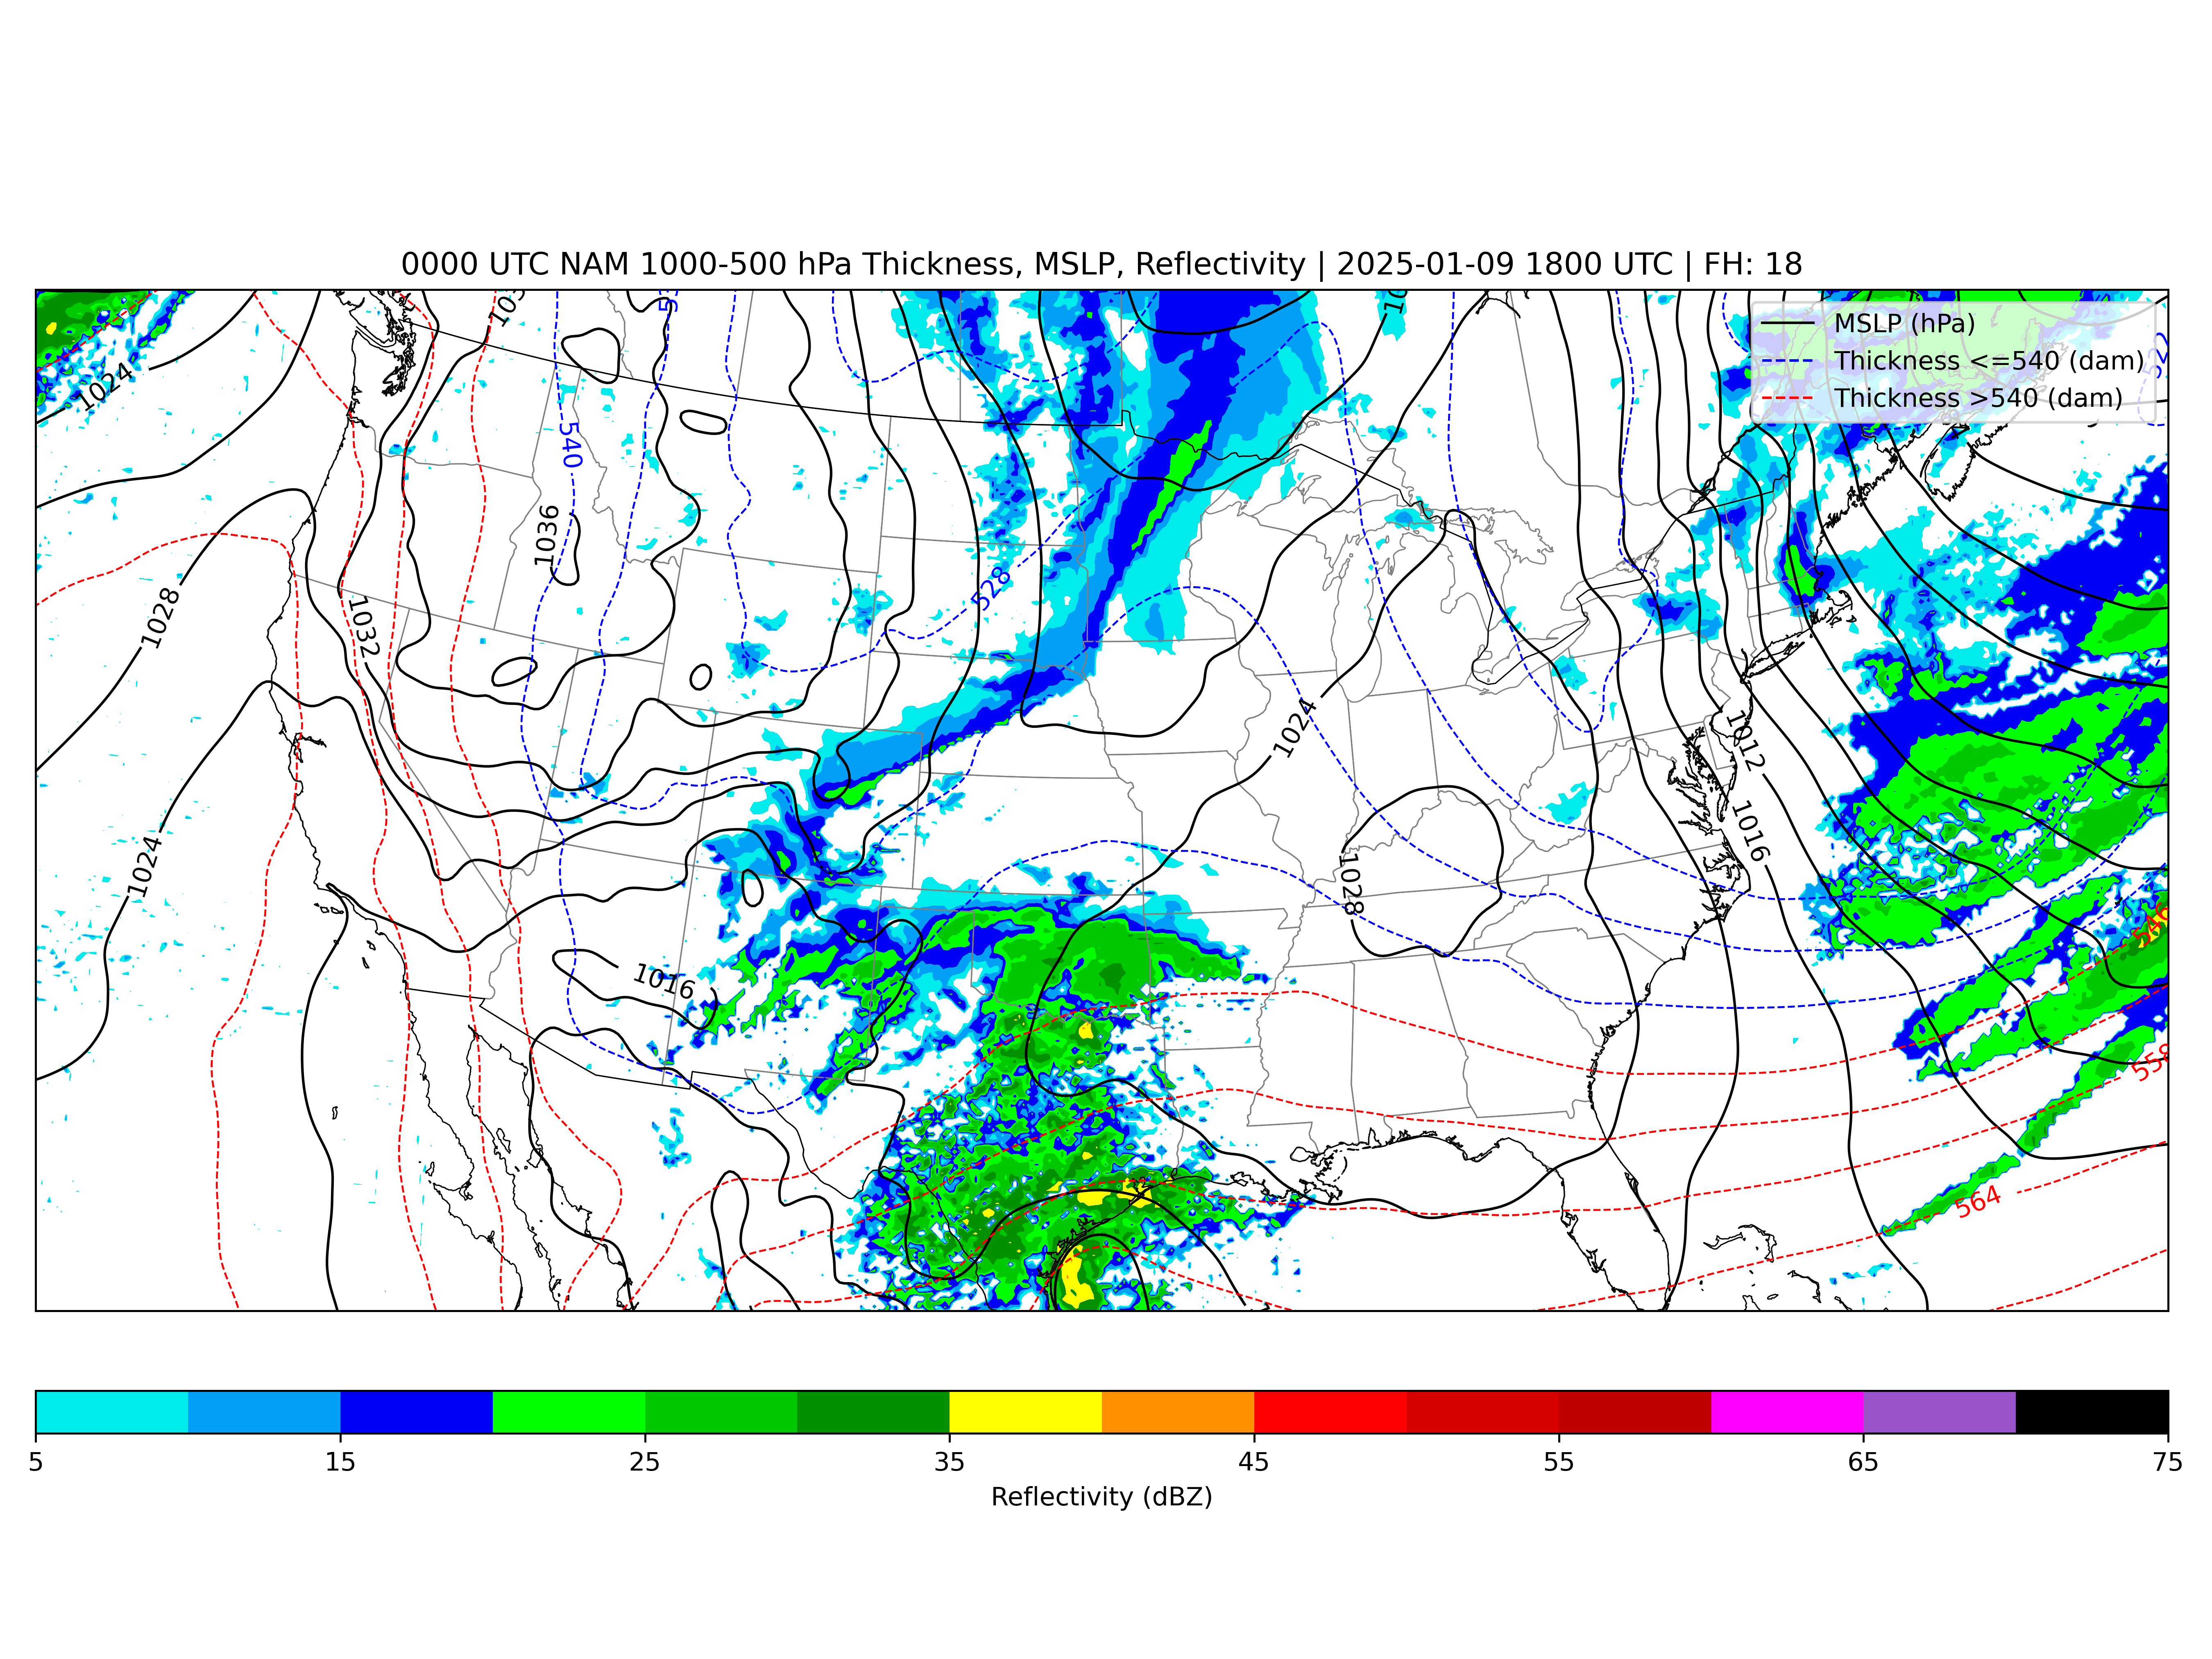 0000 UTC NAM 1000-500 hPa Thickness, MSLP, Reflectivity | 2025-01-09 1800 UTC | FH: 18
MSLP (hPa)
Thickness <=540 (dam)
Thickness >540 (dam)
1024
540
1036
528
1028
1032
1024
1012
1016
1024
1028
1016
558
564
5 15 25 35 45 55 65 75
Reflectivity (dBZ)